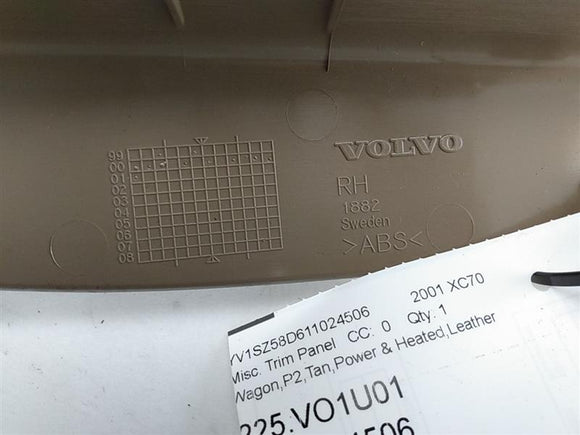 99
00
01
02
03
04
05
06
07
08
VOLVO
RH
1882
Sweden
>ABS<
YV1SZ58D611024506 2001 XC70
Misc. Trim Panel CC: 0 Qty: 1
Wagon,P2,Tan,Power & Heated,Leather
225.VO1U01
4506